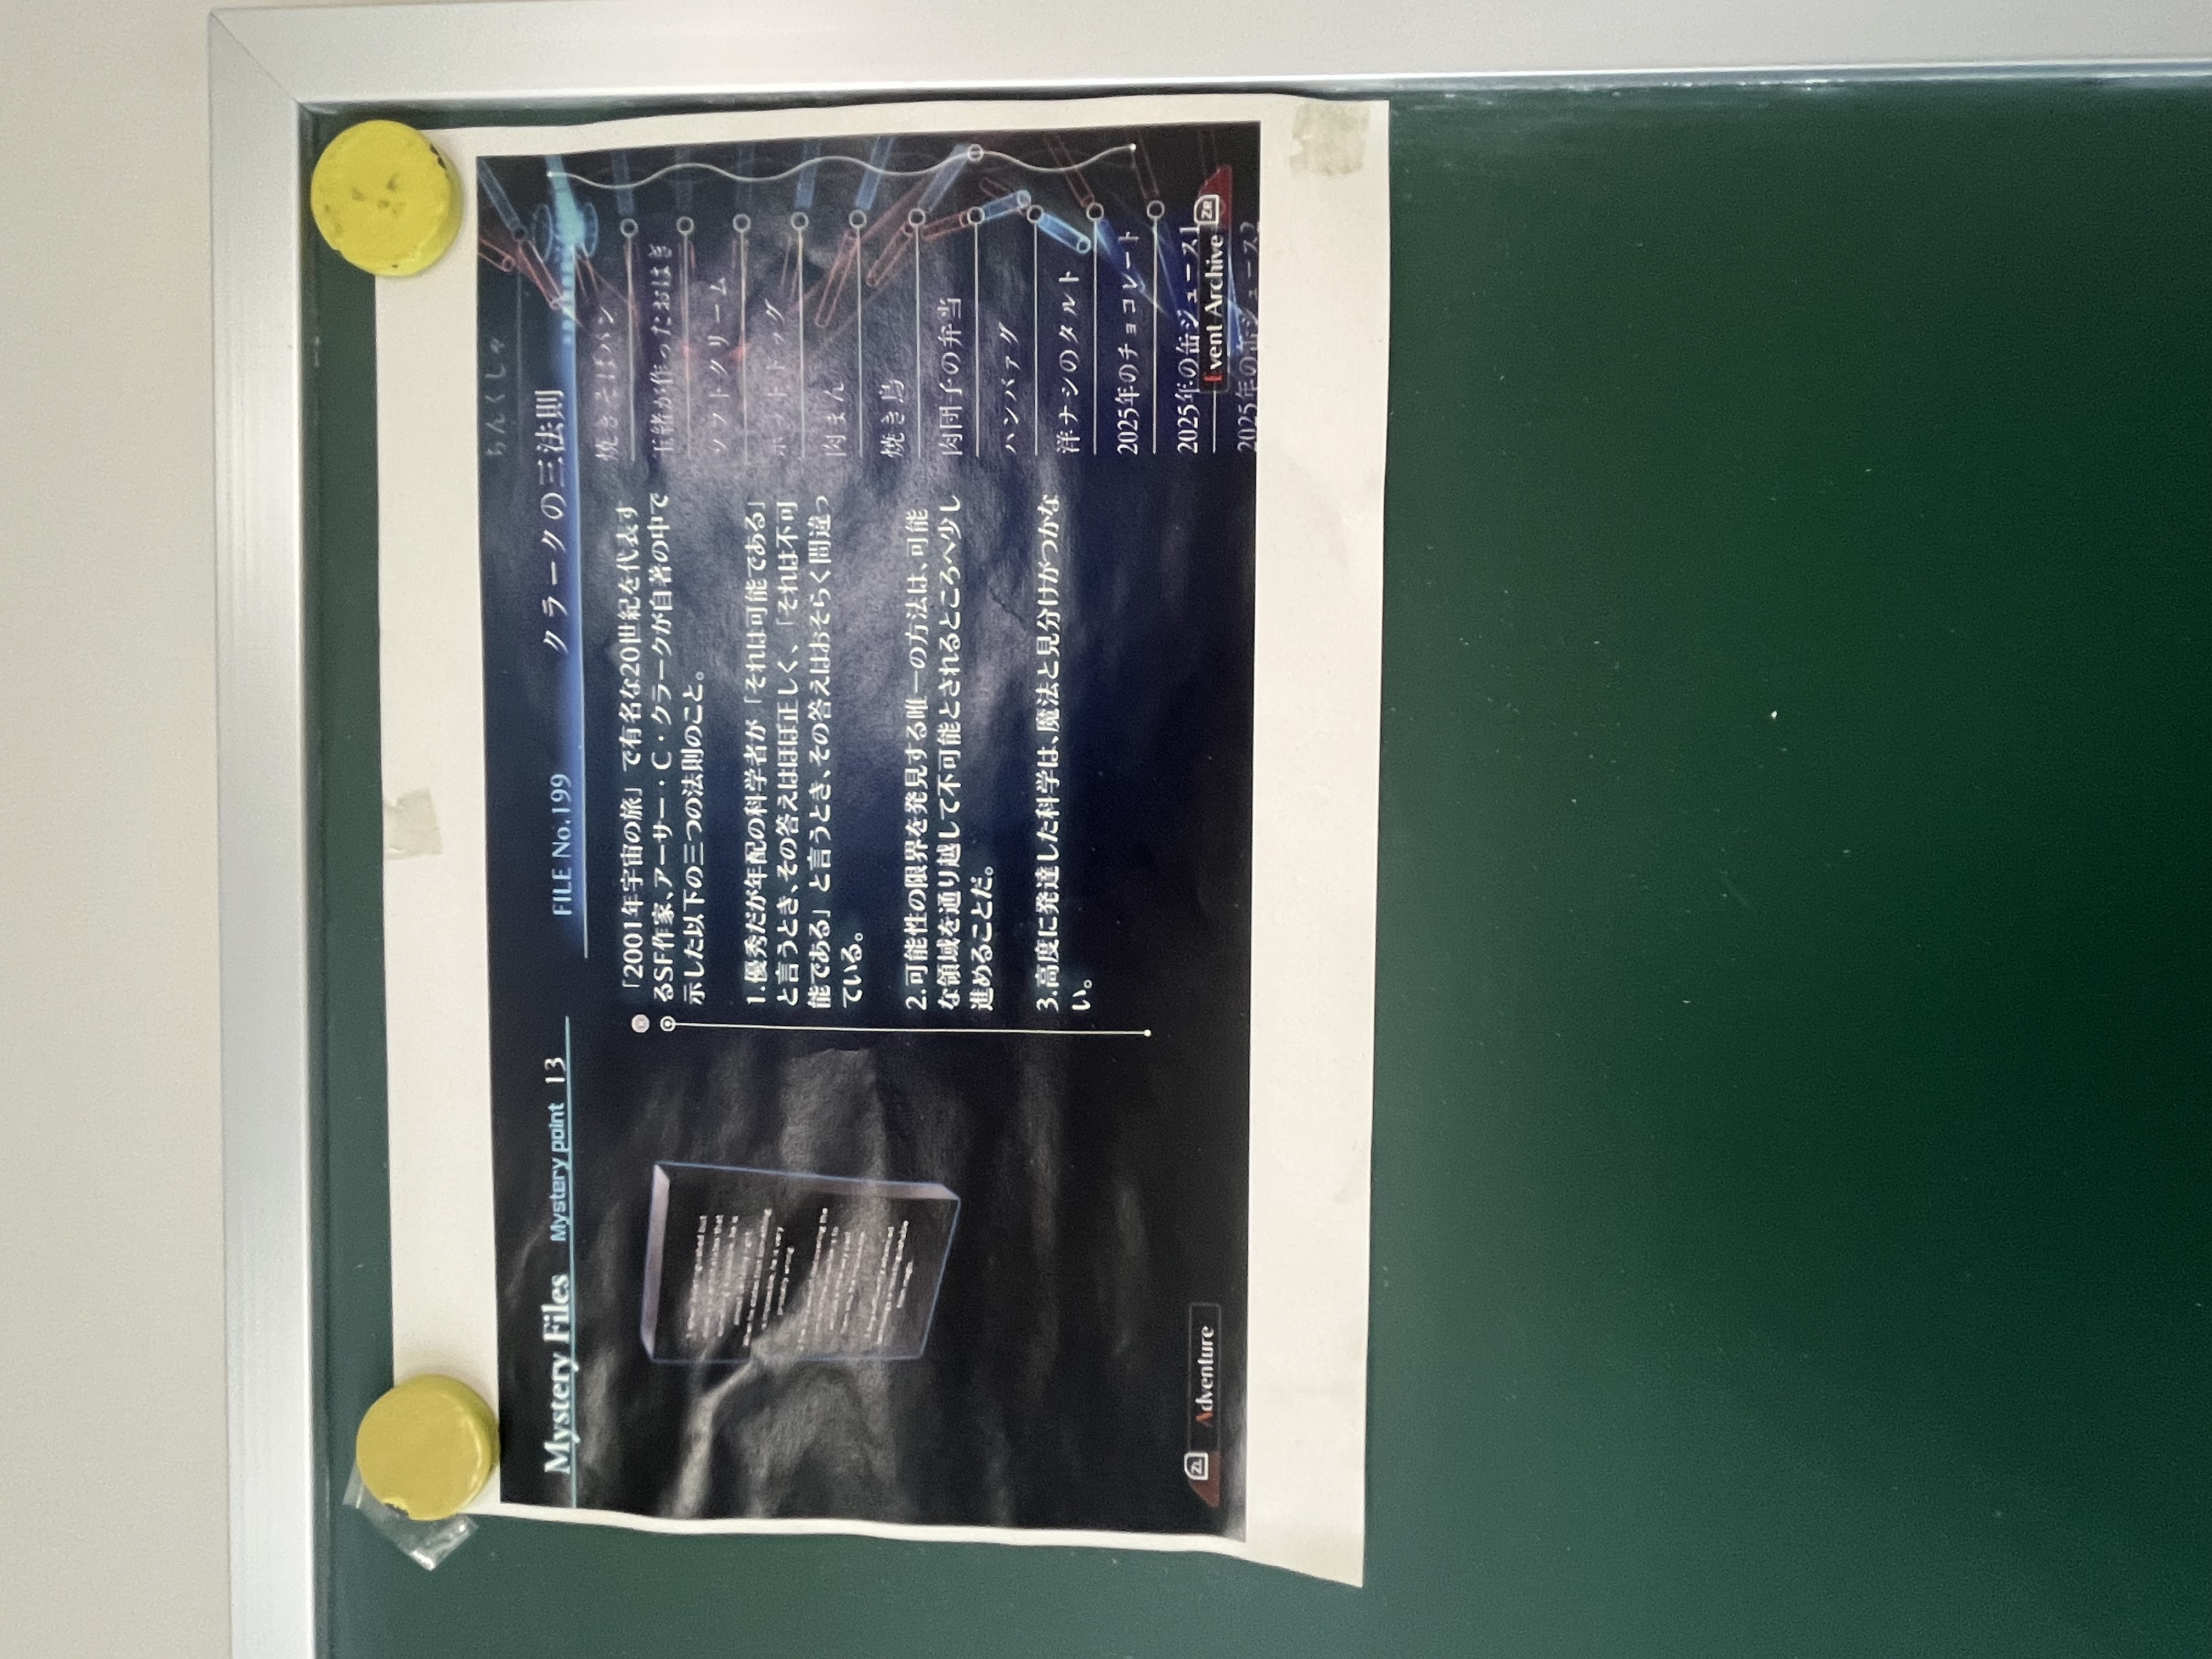 Mystery Files Mystery point 13
FILE No.199 クラークの三法則
「2001年宇宙の旅」で有名な20世紀を代表す
るSF作家、アーサー・C・クラークが自著の中で
示した以下の三つの法則のこと。
1.優秀だが年配の科学者が「それは可能である」
と言うとき、その答えはほぼ正しく、「それは不可
能である」と言うとき、その答えはおそらく間違っ
ている。
2.可能性の限界を発見する唯一の方法は、可能
な領域を通り越して不可能とされるところへ少し
進めることだ。
3.高度に発達した科学は、魔法と見分けがつかな
い。
ちんくしゃ
焼きそばパン
玉緒が作ったおはぎ
ソフトクリーム
ホットドッグ
肉まん
焼き鳥
肉団子の弁当
ハンバァグ
洋ナシのタルト
2025年のチョコレート
2025年の缶ジュース1
2025年の缶ジュース2
When he states that something
is impossible, he is very
probably wrong.
from magic.
ZL Adventure
Event Archive ZR